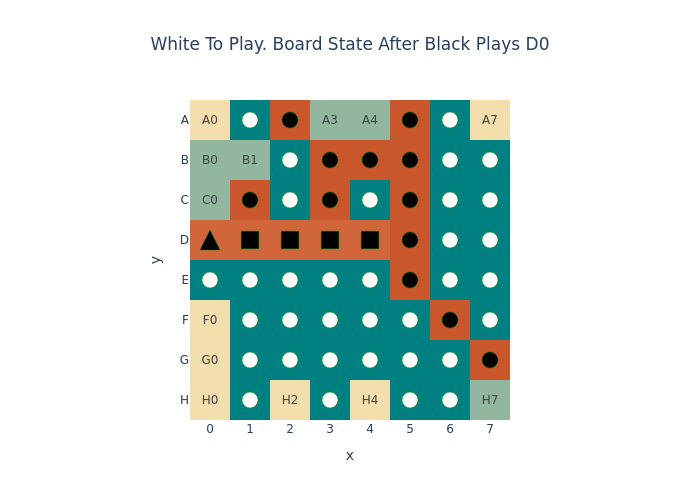 White To Play. Board State After Black Plays D0
A A0 A3 A4 A7
B B0 B1
C C0
D
E
F F0
G G0
H H0 H2 H4 H7
0 1 2 3 4 5 6 7
x
y